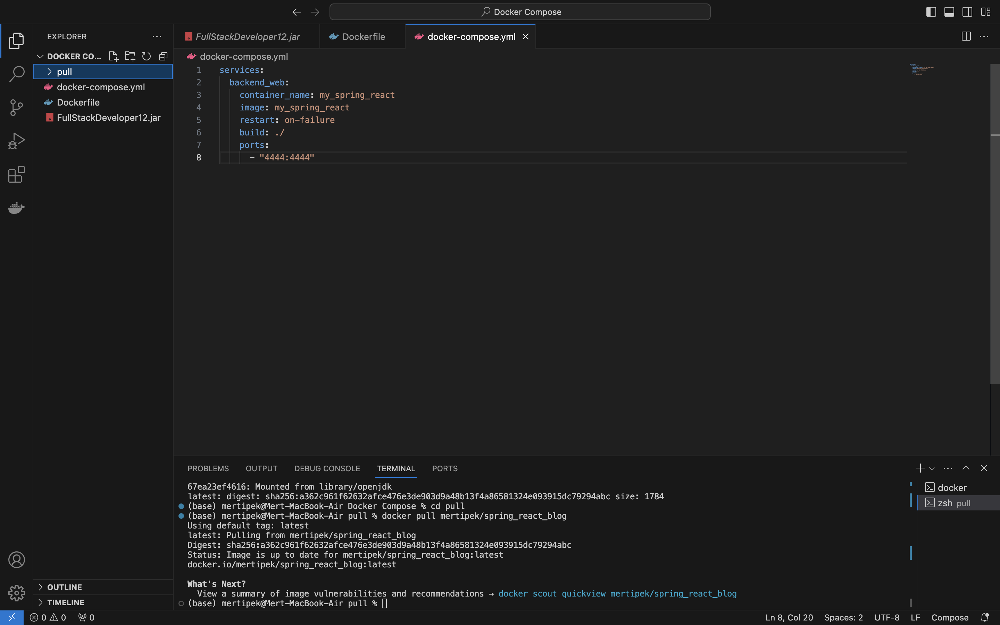 Docker Compose
EXPLORER
DOCKER CO...
pull
docker-compose.yml
Dockerfile
FullStackDeveloper12.jar
OUTLINE
TIMELINE
FullStackDeveloper12.jar
Dockerfile
docker-compose.yml
docker-compose.yml
1 services:
2 backend_web:
3 container_name: my_spring_react
4 image: my_spring_react
5 restart: on-failure
6 build: ./
7 ports:
8 - "4444:4444"
PROBLEMS OUTPUT DEBUG CONSOLE TERMINAL PORTS
67ea23ef4616: Mounted from library/openjdk
latest: digest: sha256:a362c961f62632afce476e3de903d9a48b13f4a86581324e093915dc79294abc size: 1784
(base) mertipek@Mert-MacBook-Air Docker Compose % cd pull
(base) mertipek@Mert-MacBook-Air pull % docker pull mertipek/spring_react_blog
Using default tag: latest
latest: Pulling from mertipek/spring_react_blog
Digest: sha256:a362c961f62632afce476e3de903d9a48b13f4a86581324e093915dc79294abc
Status: Image is up to date for mertipek/spring_react_blog:latest
docker.io/mertipek/spring_react_blog:latest
What's Next?
View a summary of image vulnerabilities and recommendations → docker scout quickview mertipek/spring_react_blog
(base) mertipek@Mert-MacBook-Air pull %
docker
zsh pull
0 0 0
Ln 8, Col 20 Spaces: 2 UTF-8 LF Compose